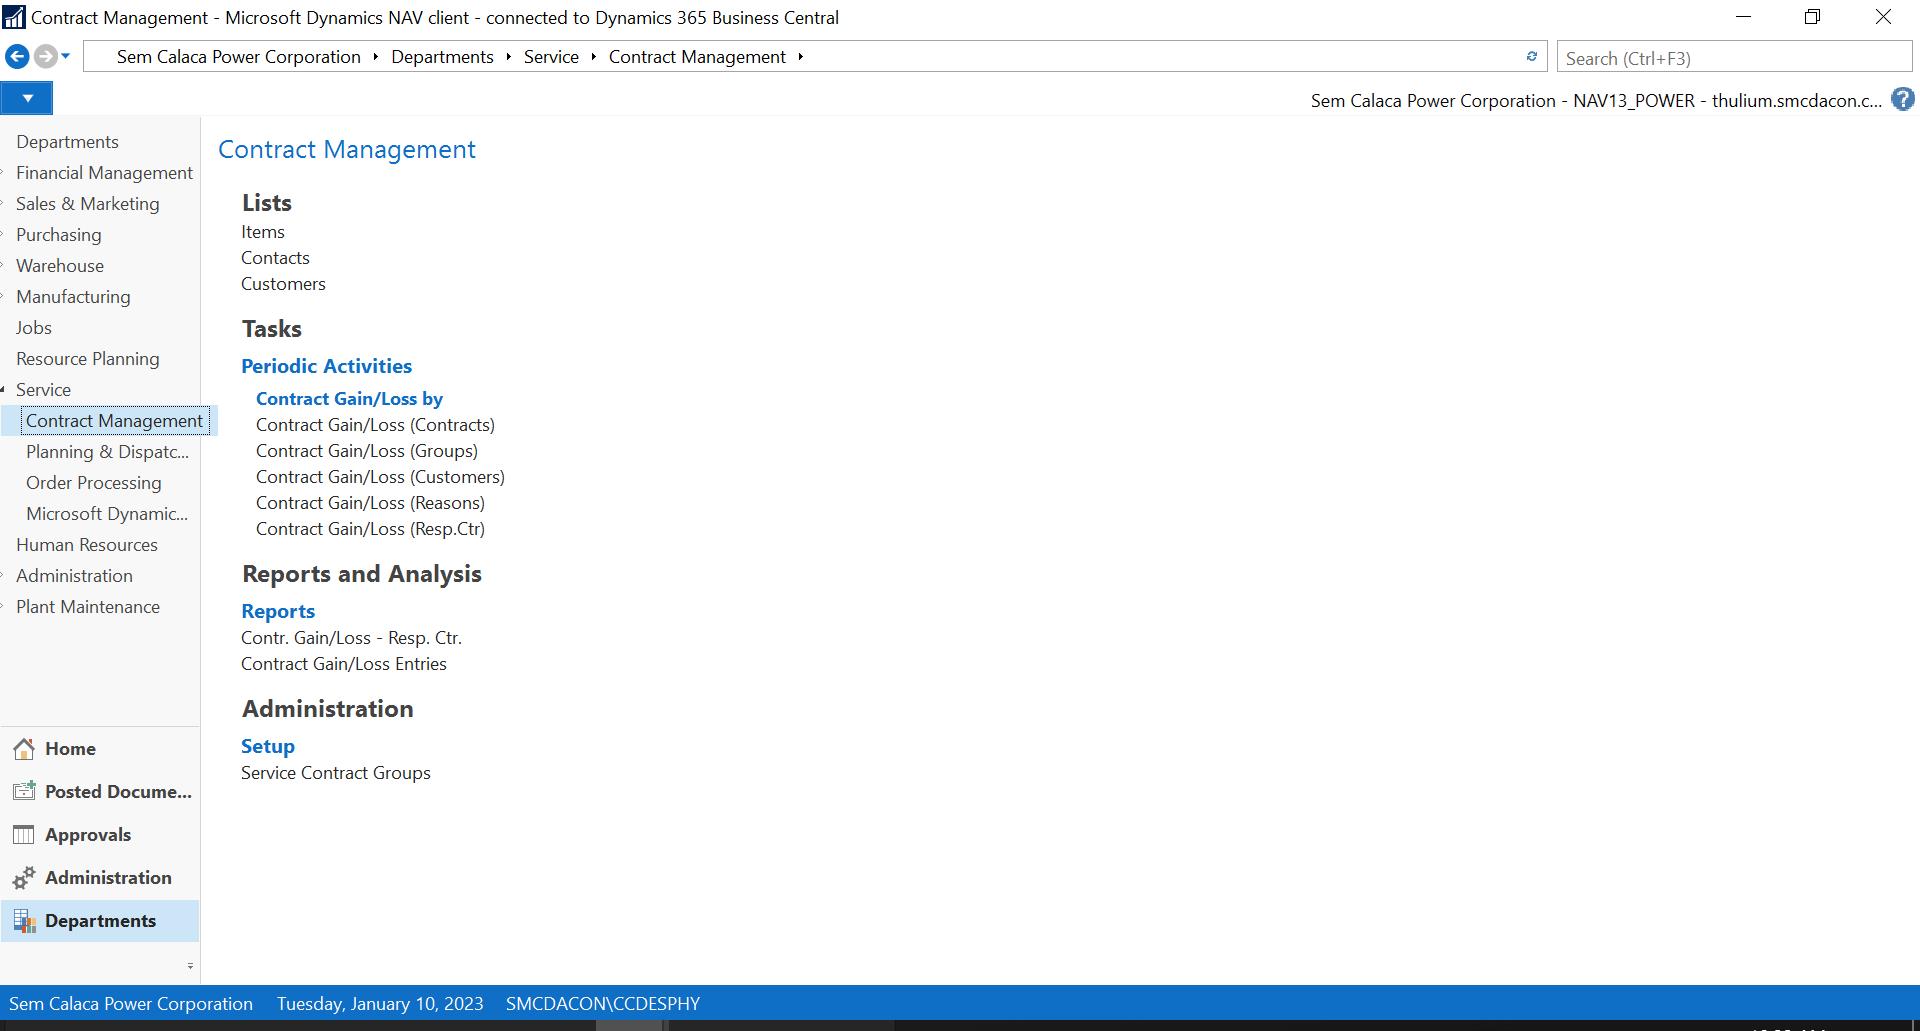 Contract Management - Microsoft Dynamics NAV client - connected to Dynamics 365 Business Central
Sem Calaca Power Corporation Departments Service Contract Management
Search (Ctrl+F3)
Sem Calaca Power Corporation - NAV13_POWER - thulium.smcdacon.c...
?
Departments
Financial Management
Sales & Marketing
Purchasing
Warehouse
Manufacturing
Jobs
Resource Planning
Service
Contract Management
Planning & Dispatc...
Order Processing
Microsoft Dynamic...
Human Resources
Administration
Plant Maintenance
Home
Posted Docume...
Approvals
Administration
Departments
Contract Management
Lists
Items
Contacts
Customers
Tasks
Periodic Activities
Contract Gain/Loss by
Contract Gain/Loss (Contracts)
Contract Gain/Loss (Groups)
Contract Gain/Loss (Customers)
Contract Gain/Loss (Reasons)
Contract Gain/Loss (Resp.Ctr)
Reports and Analysis
Reports
Contr. Gain/Loss - Resp. Ctr.
Contract Gain/Loss Entries
Administration
Setup
Service Contract Groups
Sem Calaca Power Corporation Tuesday, January 10, 2023 SMCDACON\CCDESPHY